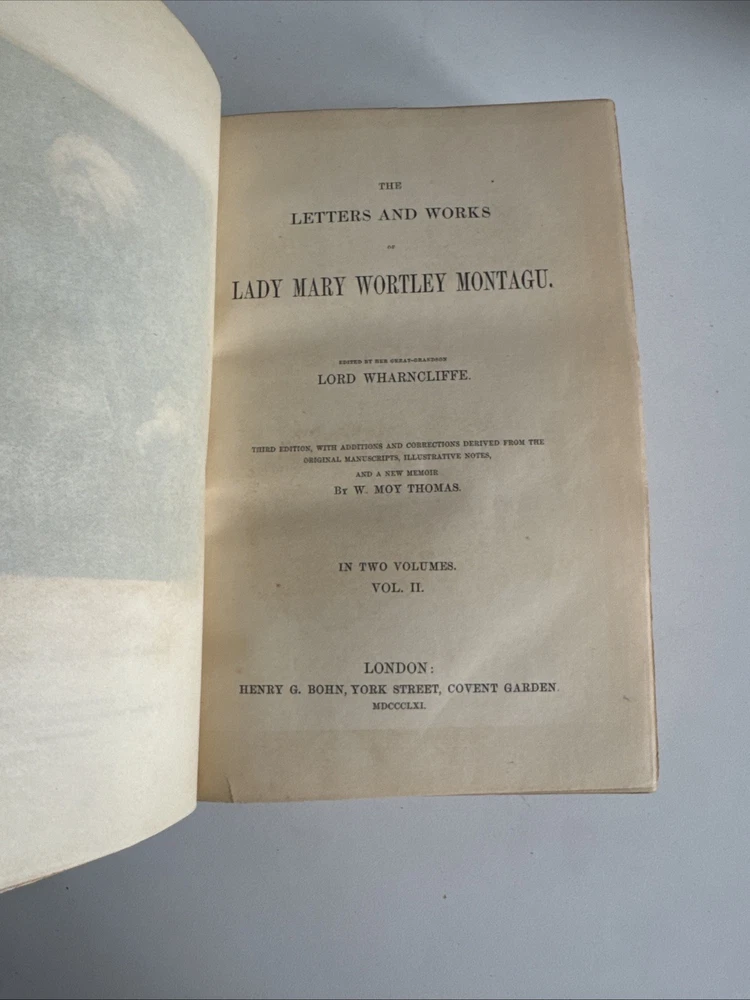 THE
LETTERS AND WORKS
OF
LADY MARY WORTLEY MONTAGU.
EDITED BY HER GREAT-GRANDSON
LORD WHARNCLIFFE.
THIRD EDITION, WITH ADDITIONS AND CORRECTIONS DERIVED FROM THE
ORIGINAL MANUSCRIPTS, ILLUSTRATIVE NOTES,
AND A NEW MEMOIR
BY W. MOY THOMAS.
IN TWO VOLUMES.
VOL. II.
LONDON:
HENRY G. BOHN, YORK STREET, COVENT GARDEN.
MDCCCLXI.